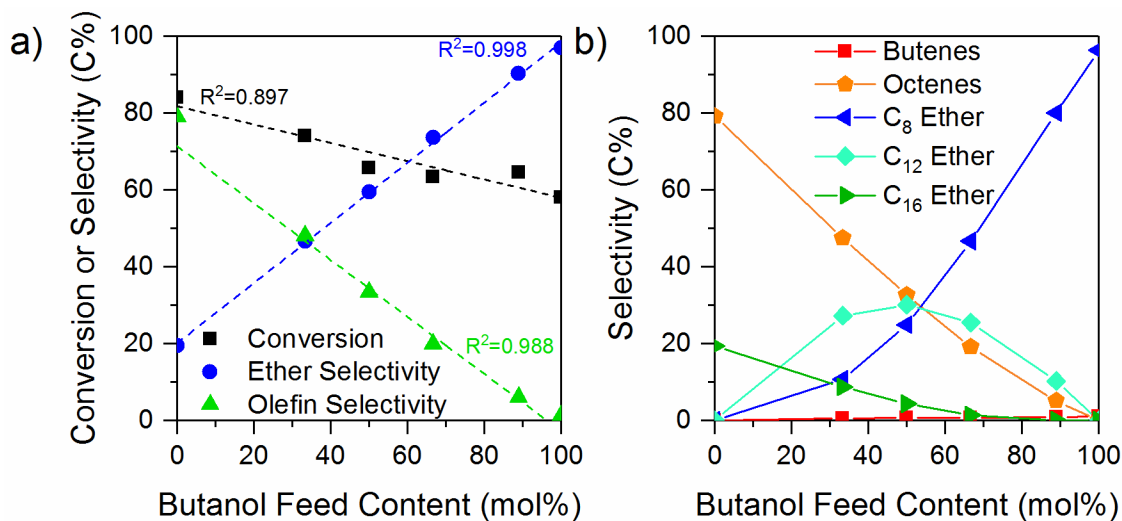 a)
Conversion or Selectivity (C%)
100
80
60
40
20
0
R²=0.897
R²=0.998
R²=0.988
Conversion
Ether Selectivity
Olefin Selectivity
0 20 40 60 80 100
Butanol Feed Content (mol%)
b)
Selectivity (C%)
100
80
60
40
20
0
Butenes
Octenes
C₈ Ether
C₁₂ Ether
C₁₆ Ether
0 20 40 60 80 100
Butanol Feed Content (mol%)